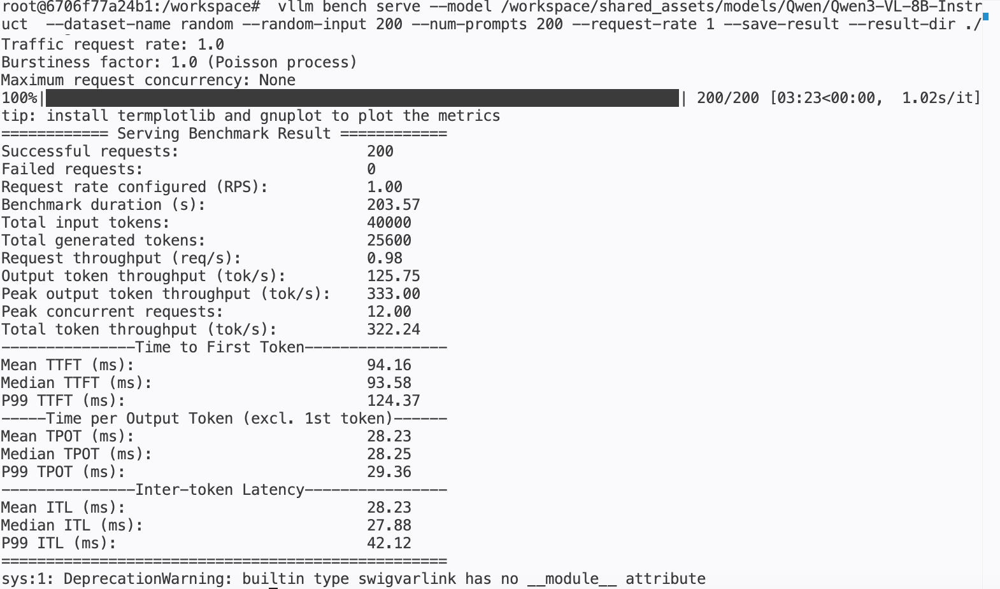 root@6706f77a24b1:/workspace#  vllm bench serve --model /workspace/shared_assets/models/Qwen/Qwen3-VL-8B-Instr
uct  --dataset-name random --random-input 200 --num-prompts 200 --request-rate 1 --save-result --result-dir ./
Traffic request rate: 1.0
Burstiness factor: 1.0 (Poisson process)
Maximum request concurrency: None
100%|██████████| 200/200 [03:23<00:00,  1.02s/it]
tip: install termplotlib and gnuplot to plot the metrics
============ Serving Benchmark Result ============
Successful requests:                     200
Failed requests:                         0
Request rate configured (RPS):           1.00
Benchmark duration (s):                  203.57
Total input tokens:                      40000
Total generated tokens:                  25600
Request throughput (req/s):              0.98
Output token throughput (tok/s):         125.75
Peak output token throughput (tok/s):    333.00
Peak concurrent requests:                12.00
Total token throughput (tok/s):          322.24
---------------Time to First Token----------------
Mean TTFT (ms):                          94.16
Median TTFT (ms):                        93.58
P99 TTFT (ms):                           124.37
-----Time per Output Token (excl. 1st token)------
Mean TPOT (ms):                          28.23
Median TPOT (ms):                        28.25
P99 TPOT (ms):                           29.36
---------------Inter-token Latency----------------
Mean ITL (ms):                           28.23
Median ITL (ms):                         27.88
P99 ITL (ms):                            42.12
==================================================
sys:1: DeprecationWarning: builtin type swigvarlink has no __module__ attribute